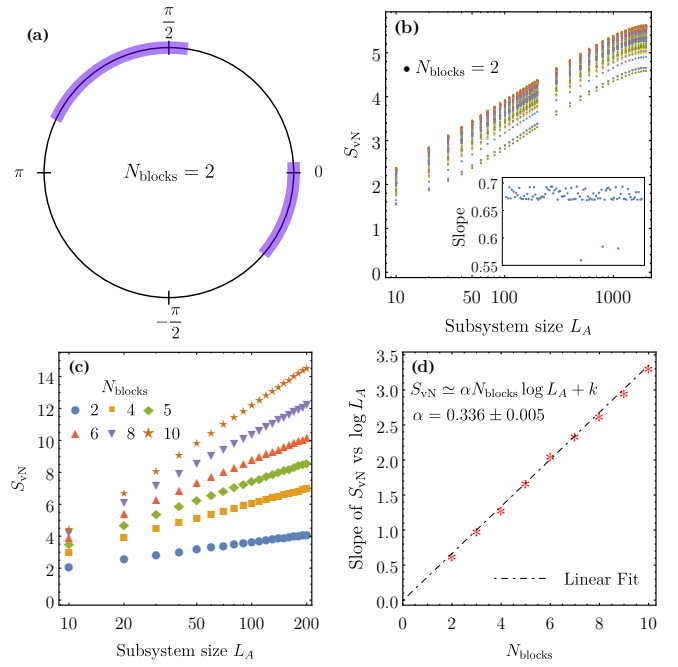 (a)
π/2
π
N_blocks = 2
0
−π/2
(b)
N_blocks = 2
S_vN
5
4
3
2
1
0
Slope
0.7
0.65
0.6
0.55
10
50
100
500
1000
Subsystem size L_A
(c)
N_blocks
2 4 5
6 8 10
S_vN
14
12
10
8
6
4
2
0
10
20
50
100
200
Subsystem size L_A
(d)
S_vN ≃ αN_blocks log L_A + k
α = 0.336 ± 0.005
Slope of S_vN vs log L_A
3.5
3.0
2.5
2.0
1.5
1.0
0.5
0.0
Linear Fit
0
2
4
6
8
10
N_blocks